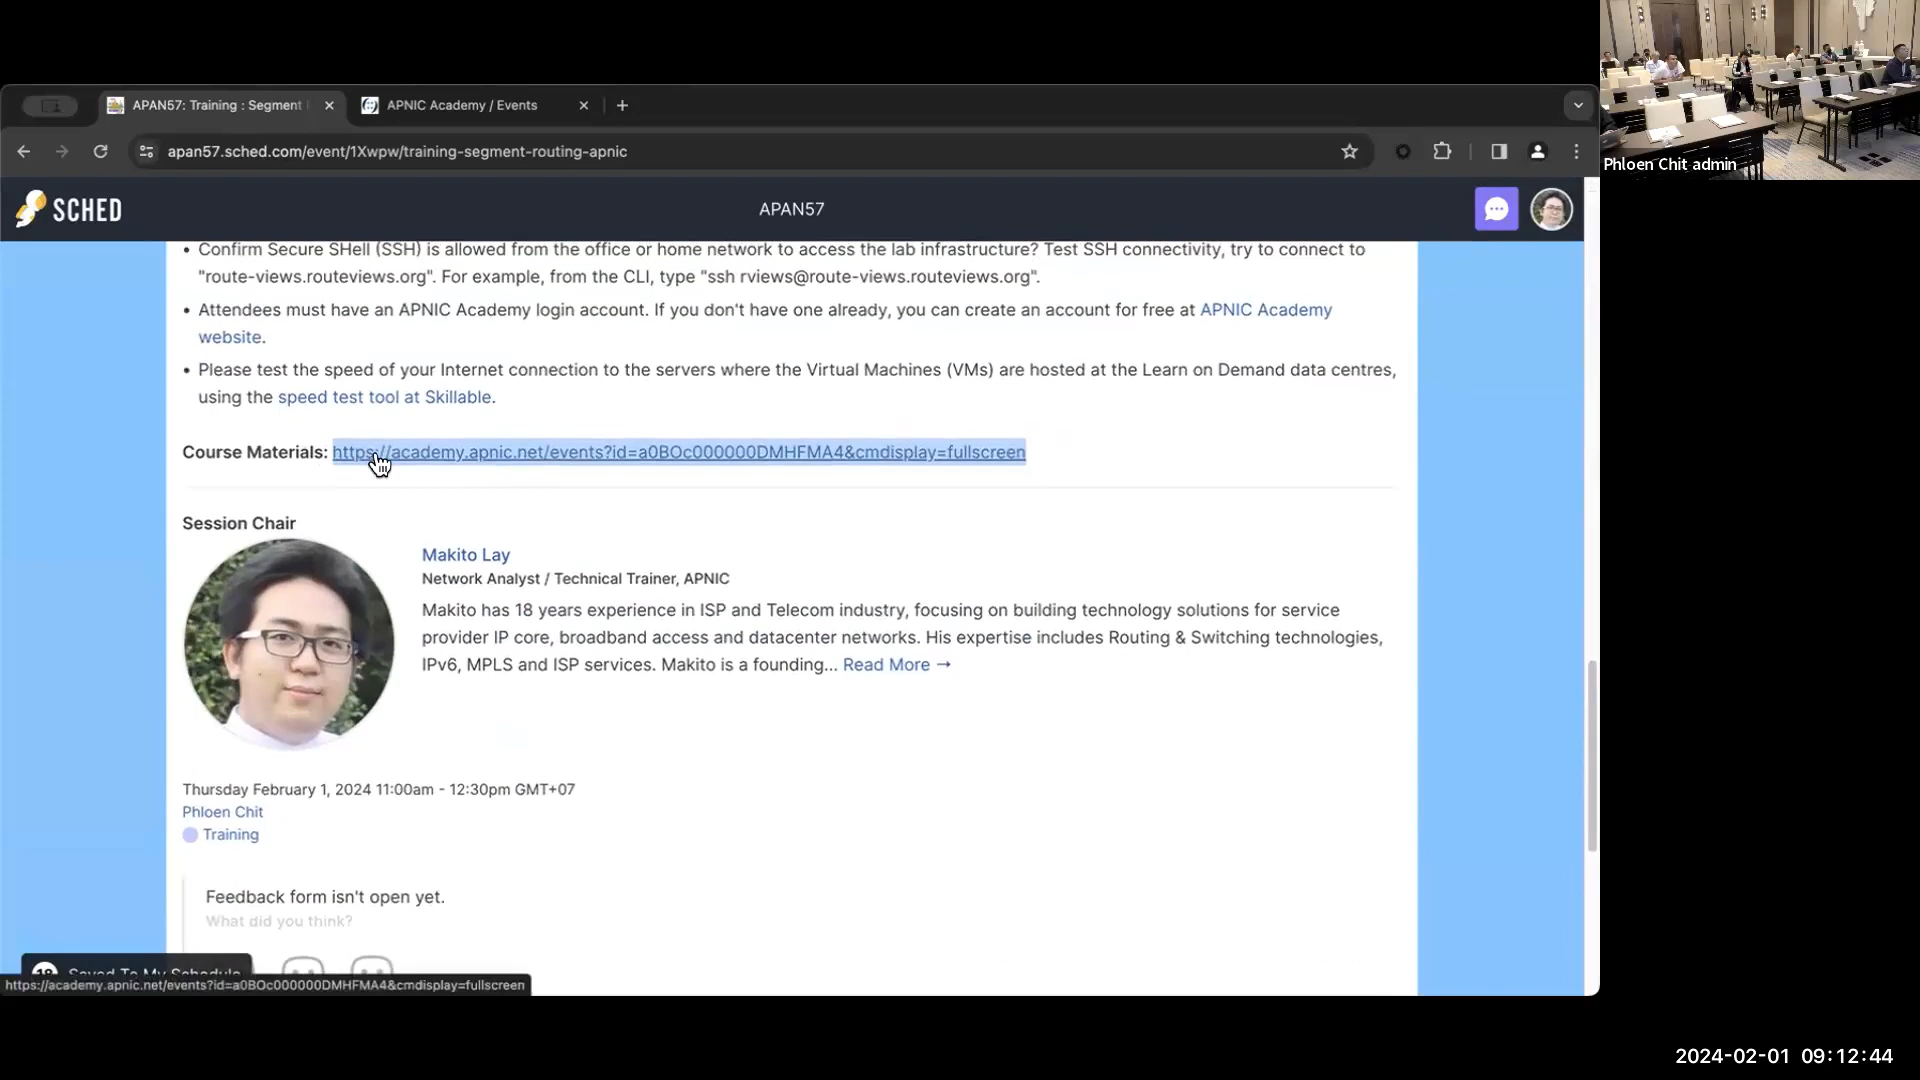 APAN57: Training : Segment
APNIC Academy / Events
apan57.sched.com/event/1Xwpw/training-segment-routing-apnic
Phloen Chit admin
SCHED
APAN57
• Confirm Secure SHell (SSH) is allowed from the office or home network to access the lab infrastructure? Test SSH connectivity, try to connect to
"route-views.routeviews.org". For example, from the CLI, type "ssh rviews@route-views.routeviews.org".
• Attendees must have an APNIC Academy login account. If you don't have one already, you can create an account for free at APNIC Academy
website.
• Please test the speed of your Internet connection to the servers where the Virtual Machines (VMs) are hosted at the Learn on Demand data centres,
using the speed test tool at Skillable.
Course Materials: https://academy.apnic.net/events?id=a0BOc000000DMHFMA4&cmdisplay=fullscreen
Session Chair
Makito Lay
Network Analyst / Technical Trainer, APNIC
Makito has 18 years experience in ISP and Telecom industry, focusing on building technology solutions for service
provider IP core, broadband access and datacenter networks. His expertise includes Routing & Switching technologies,
IPv6, MPLS and ISP services. Makito is a founding... Read More →
Thursday February 1, 2024 11:00am - 12:30pm GMT+07
Phloen Chit
Training
Feedback form isn't open yet.
What did you think?
Saved To My Schedule
https://academy.apnic.net/events?id=a0BOc000000DMHFMA4&cmdisplay=fullscreen
2024-02-01 09:12:44